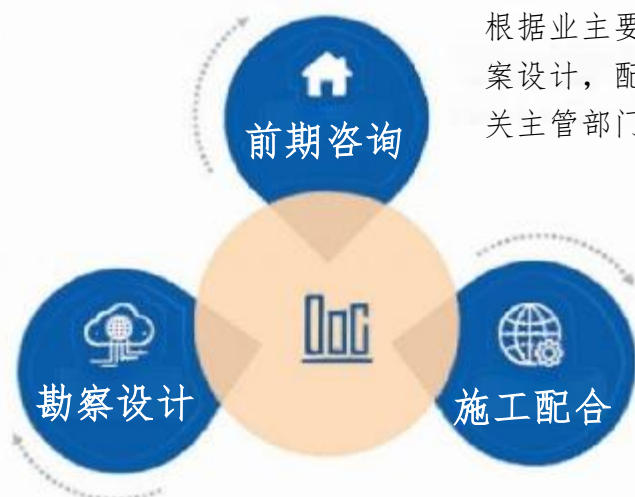 根据业主要
案设计，配
关主管部门
前期咨询
勘察设计
施工配合